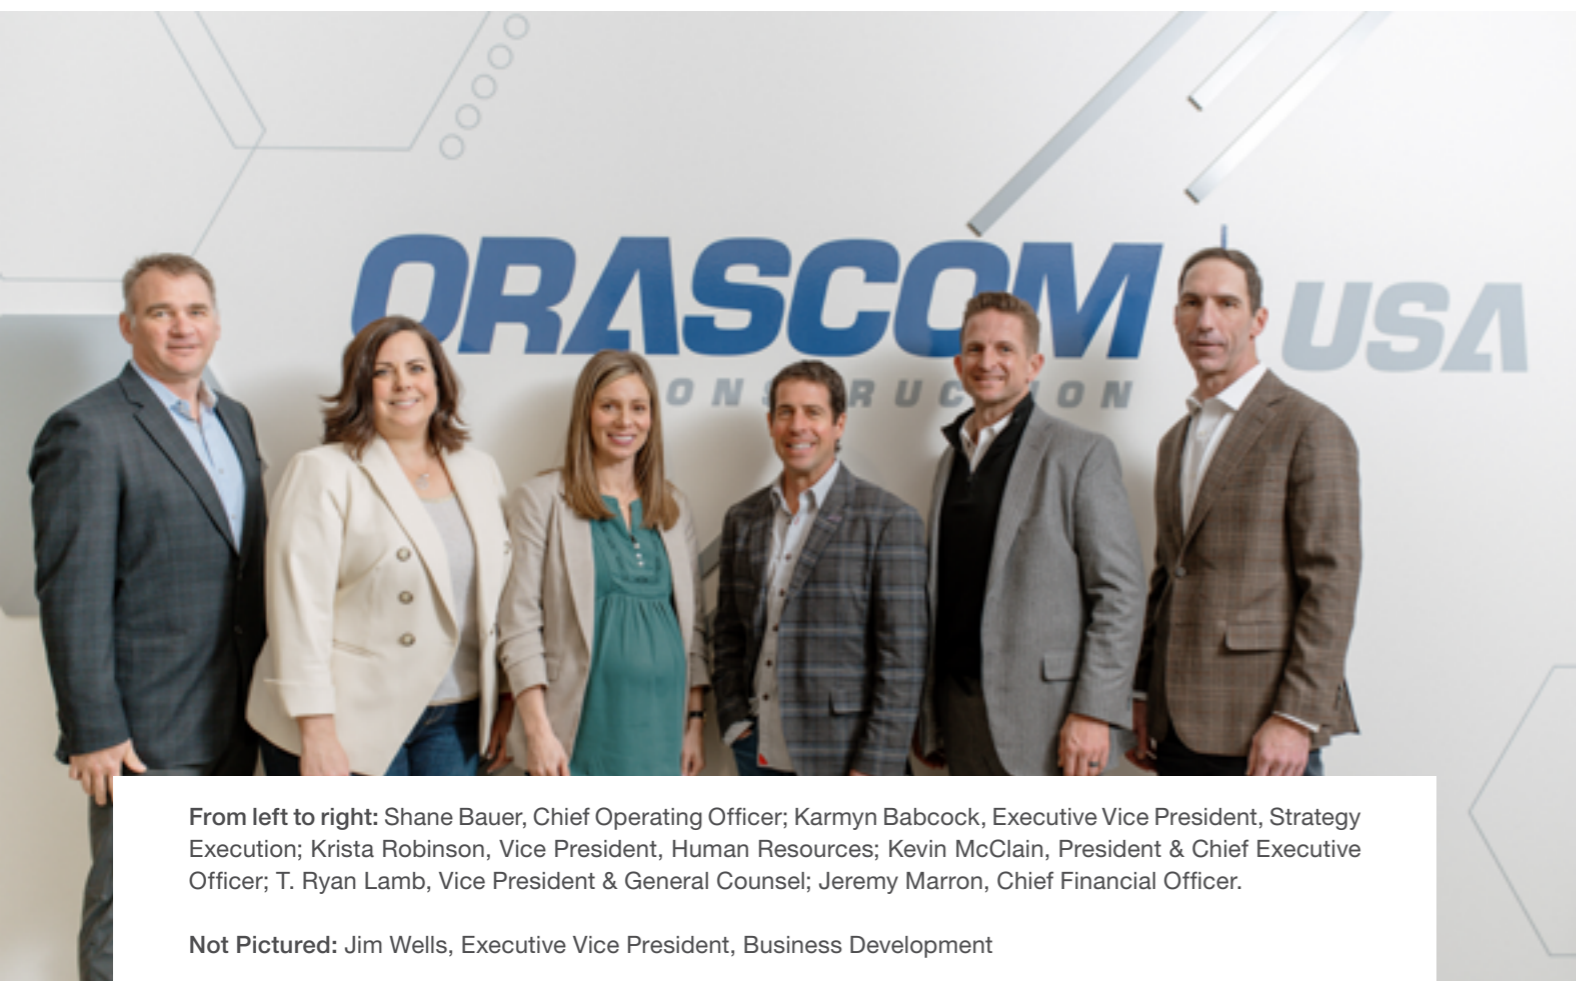 ORASCOM USA
CONSTRUCTION
From left to right: Shane Bauer, Chief Operating Officer; Karmyn Babcock, Executive Vice President, Strategy
Execution; Krista Robinson, Vice President, Human Resources; Kevin McClain, President & Chief Executive
Officer; T. Ryan Lamb, Vice President & General Counsel; Jeremy Marron, Chief Financial Officer.
Not Pictured: Jim Wells, Executive Vice President, Business Development